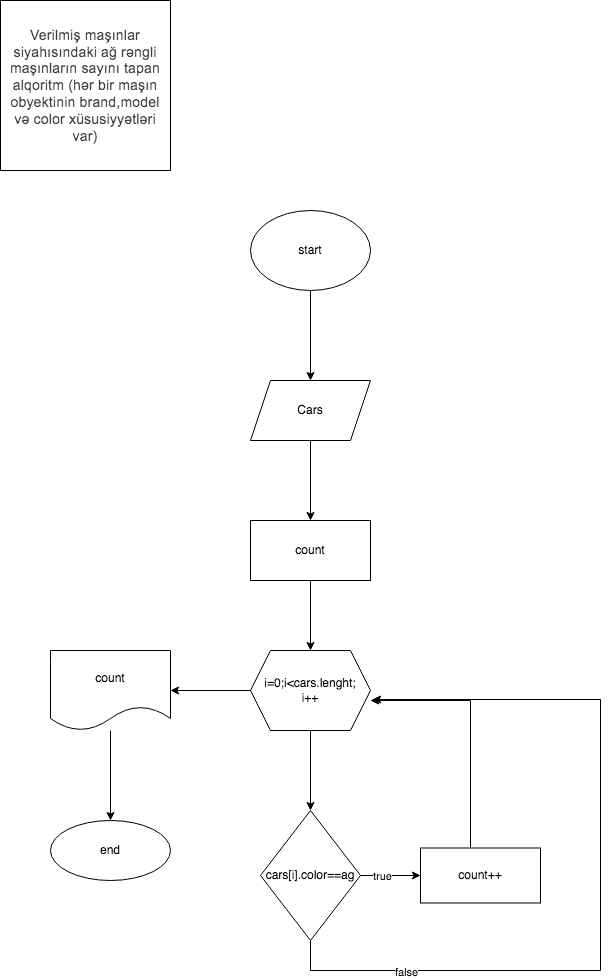 Verilmiş maşınlar
siyahısındaki ağ rəngli
maşınların sayını tapan
alqoritm (hər bir maşın
obyektinin brand,model
və color xüsusiyyətləri
var)
start
Cars
count
i=0;i<cars.lenght;
i++
count
end
cars[i].color==ag
true
count++
false